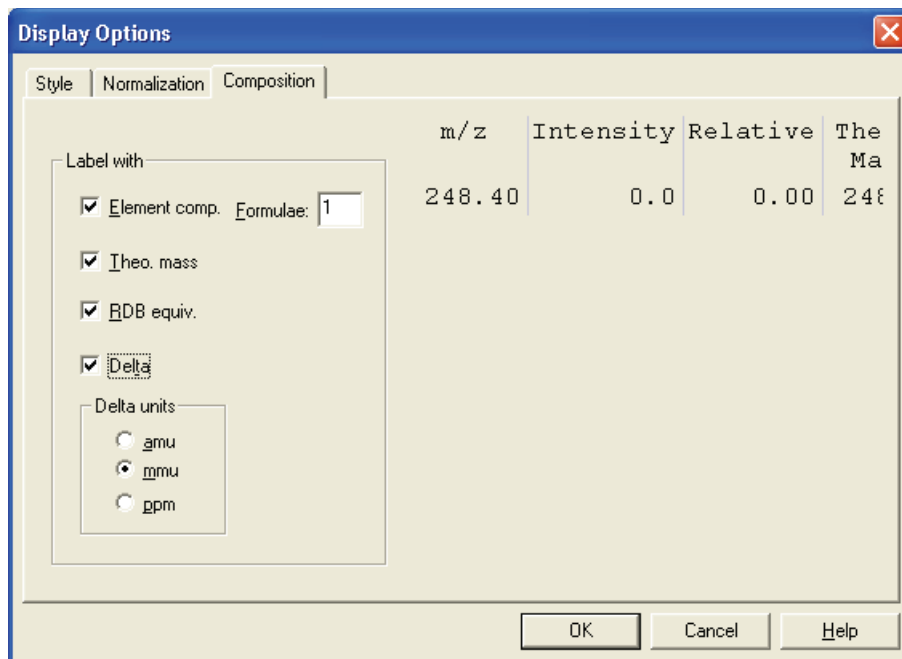 Display Options
Style Normalization Composition
m/z Intensity Relative The
Ma
Label with
248.40 0.0 0.00 248
Element comp. Formulae: 1
Theo. mass
RDB equiv.
Delta
Delta units
amu
mmu
ppm
OK Cancel Help